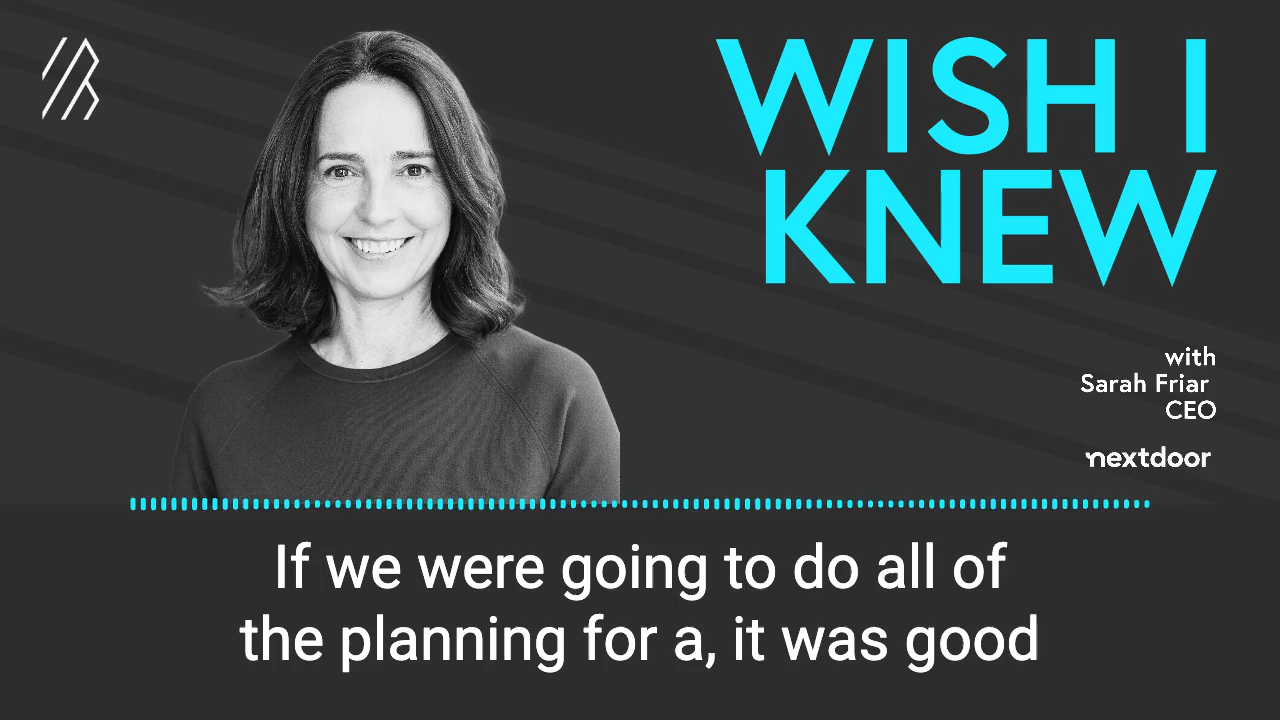 WISH I
KNEW
with
Sarah Friar
CEO
nextdoor
If we were going to do all of
the planning for a, it was good